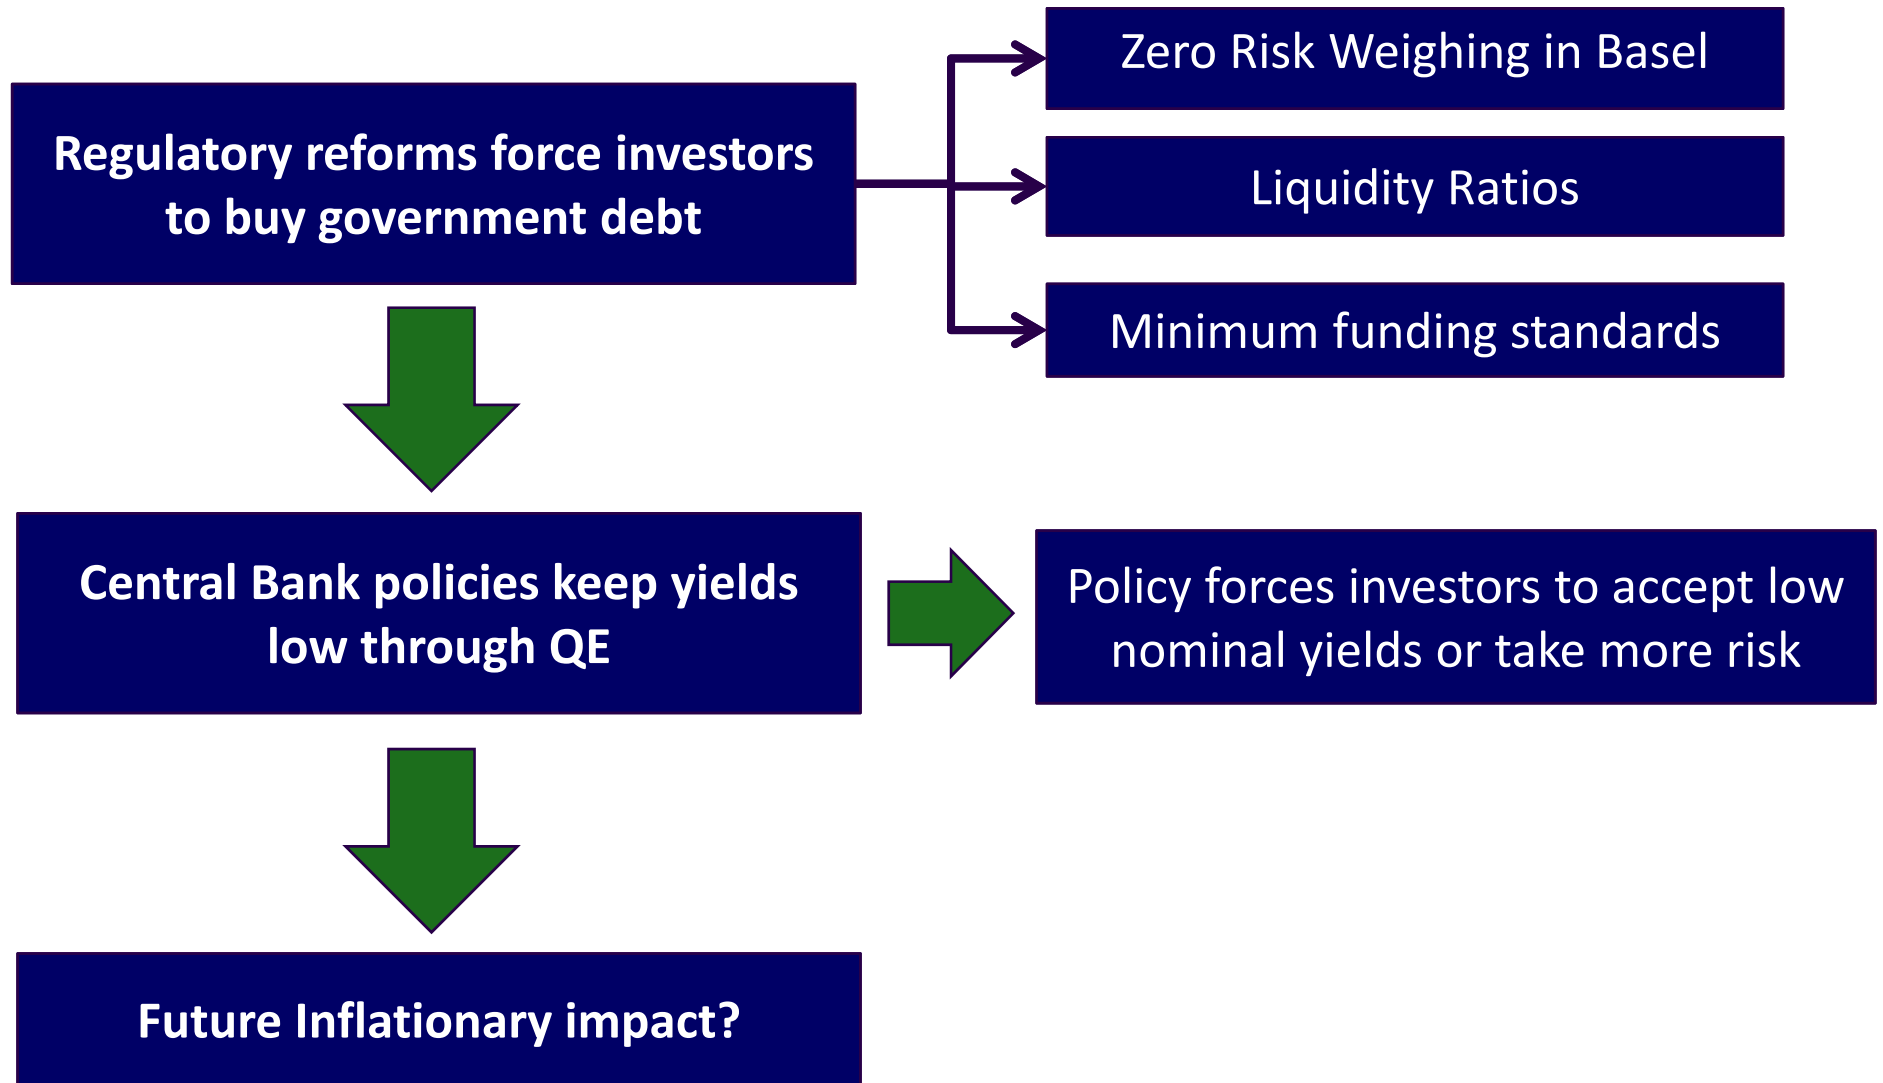 Regulatory reforms force investors
to buy government debt
Zero Risk Weighing in Basel
Liquidity Ratios
Minimum funding standards
Central Bank policies keep yields
low through QE
Policy forces investors to accept low
nominal yields or take more risk
Future Inflationary impact?